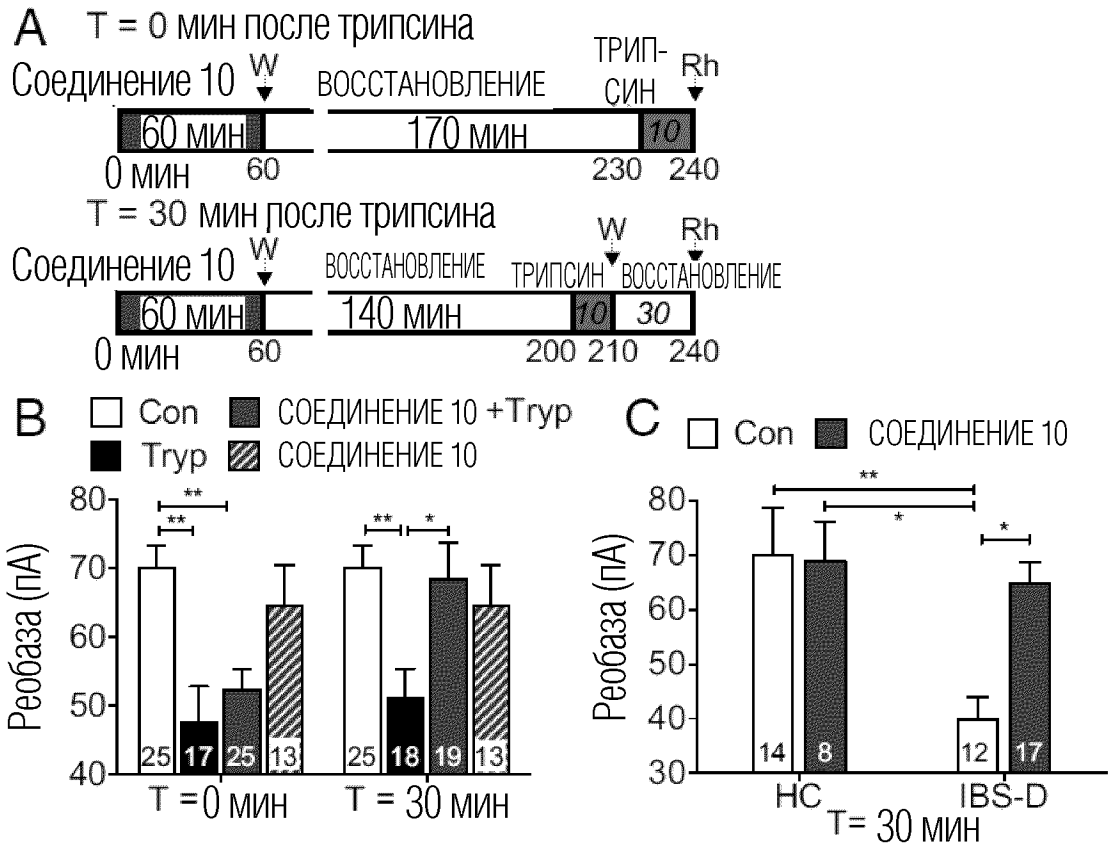 A T = 0 мин после трипсина
Соединение 10 W ВОССТАНОВЛЕНИЕ ТРИП-
СИН Rh
60 мин 170 мин 10
0 мин 60 230 240
T = 30 мин после трипсина
Соединение 10 W ВОССТАНОВЛЕНИЕ ТРИПСИН W ВОССТАНОВЛЕНИЕ Rh
60 мин 140 мин 10 30
0 мин 60 200 210 240
B Con СОЕДИНЕНИЕ 10 +Tryp
Tryp СОЕДИНЕНИЕ 10
Реобаза (пА)
80
70
60
50
40
** ** ** *
25 17 25 13 25 18 19 13
T =0 мин T = 30 мин
C Con СОЕДИНЕНИЕ 10
Реобаза (пА)
80
70
60
50
40
30
** * *
14 8 12 17
HC IBS-D
T= 30 мин